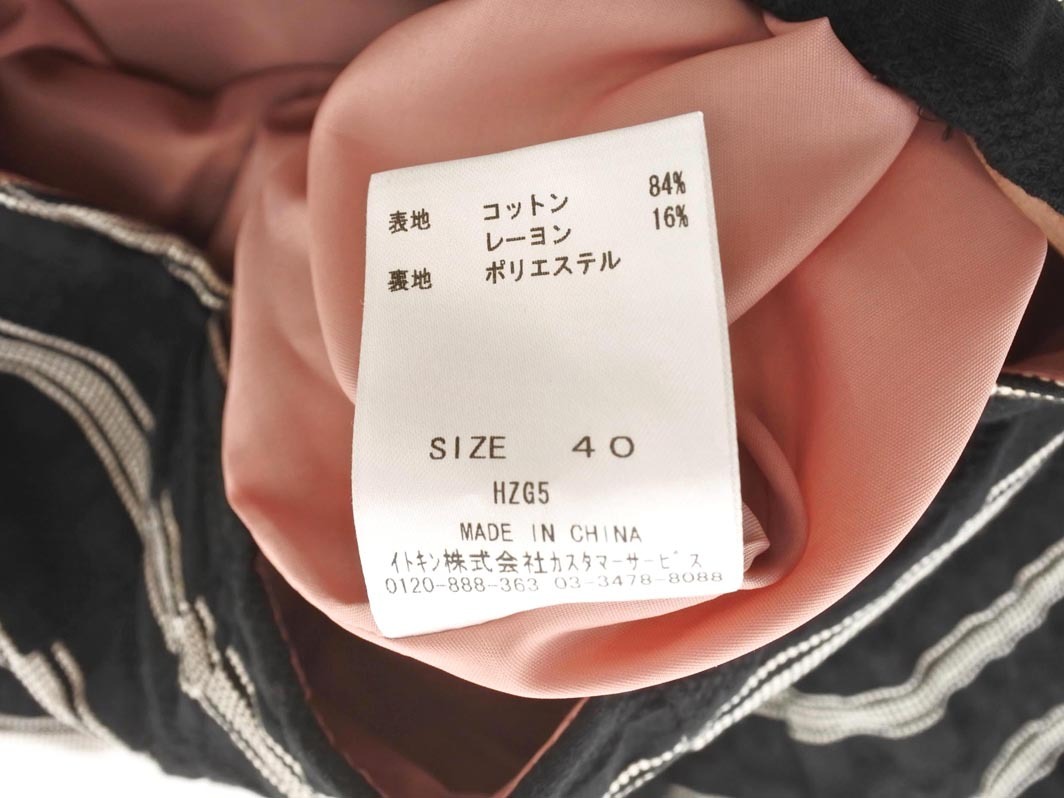 表地 コットン 84%
レーヨン 16%
裏地 ポリエステル
SIZE 40
HZG5
MADE IN CHINA
イトキン株式会社カスタマーサービス
0120-888-363 03-3478-8088